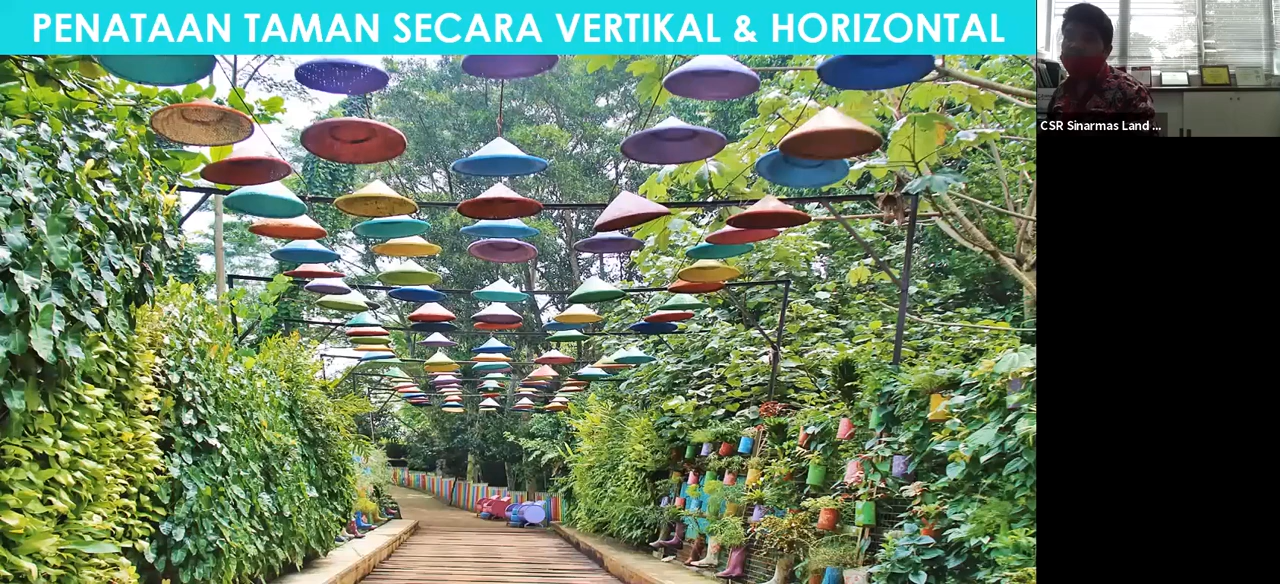 PENATAAN TAMAN SECARA VERTIKAL & HORIZONTAL
CSR Sinarmas Land ...